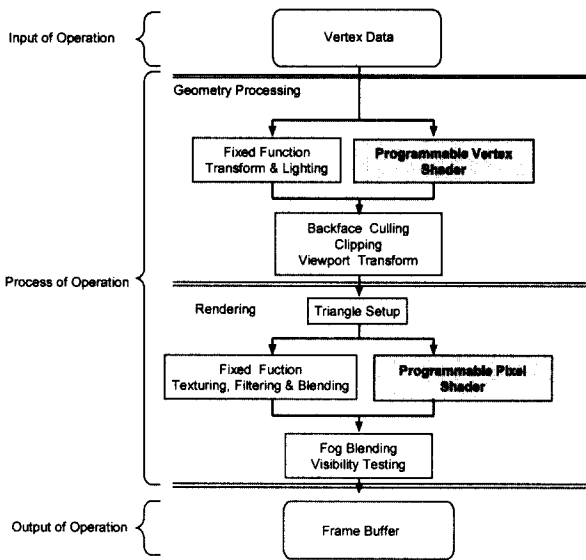 Input of Operation
Vertex Data
Geometry Processing
Fixed Function
Transform & Lighting
Programmable Vertex
Shader
Backface Culling
Clipping
Viewport Transform
Process of Operation
Rendering
Triangle Setup
Fixed Fuction
Texturing, Filtering & Blending
Programmable Pixel
Shader
Fog Blending
Visibility Testing
Output of Operation
Frame Buffer